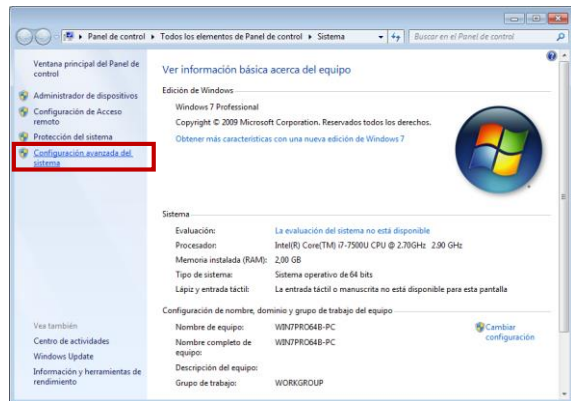 Panel de control ▸ Todos los elementos de Panel de control ▸ Sistema
Buscar en el Panel de control
Ventana principal del Panel de
control
Administrador de dispositivos
Configuración de Acceso
remoto
Protección del sistema
Configuración avanzada del
sistema
Vea también
Centro de actividades
Windows Update
Información y herramientas de
rendimiento
Ver información básica acerca del equipo
Edición de Windows
Windows 7 Professional
Copyright © 2009 Microsoft Corporation. Reservados todos los derechos.
Obtener más características con una nueva edición de Windows 7
Sistema
Evaluación: La evaluación del sistema no está disponible
Procesador: Intel(R) Core(TM) i7-7500U CPU @ 2.70GHz 2.90 GHz
Memoria instalada (RAM): 2,00 GB
Tipo de sistema: Sistema operativo de 64 bits
Lápiz y entrada táctil: La entrada táctil o manuscrita no está disponible para esta pantalla
Configuración de nombre, dominio y grupo de trabajo del equipo
Nombre de equipo: WIN7PRO64B-PC
Cambiar
configuración
Nombre completo de
equipo: WIN7PRO64B-PC
Descripción del equipo:
Grupo de trabajo: WORKGROUP